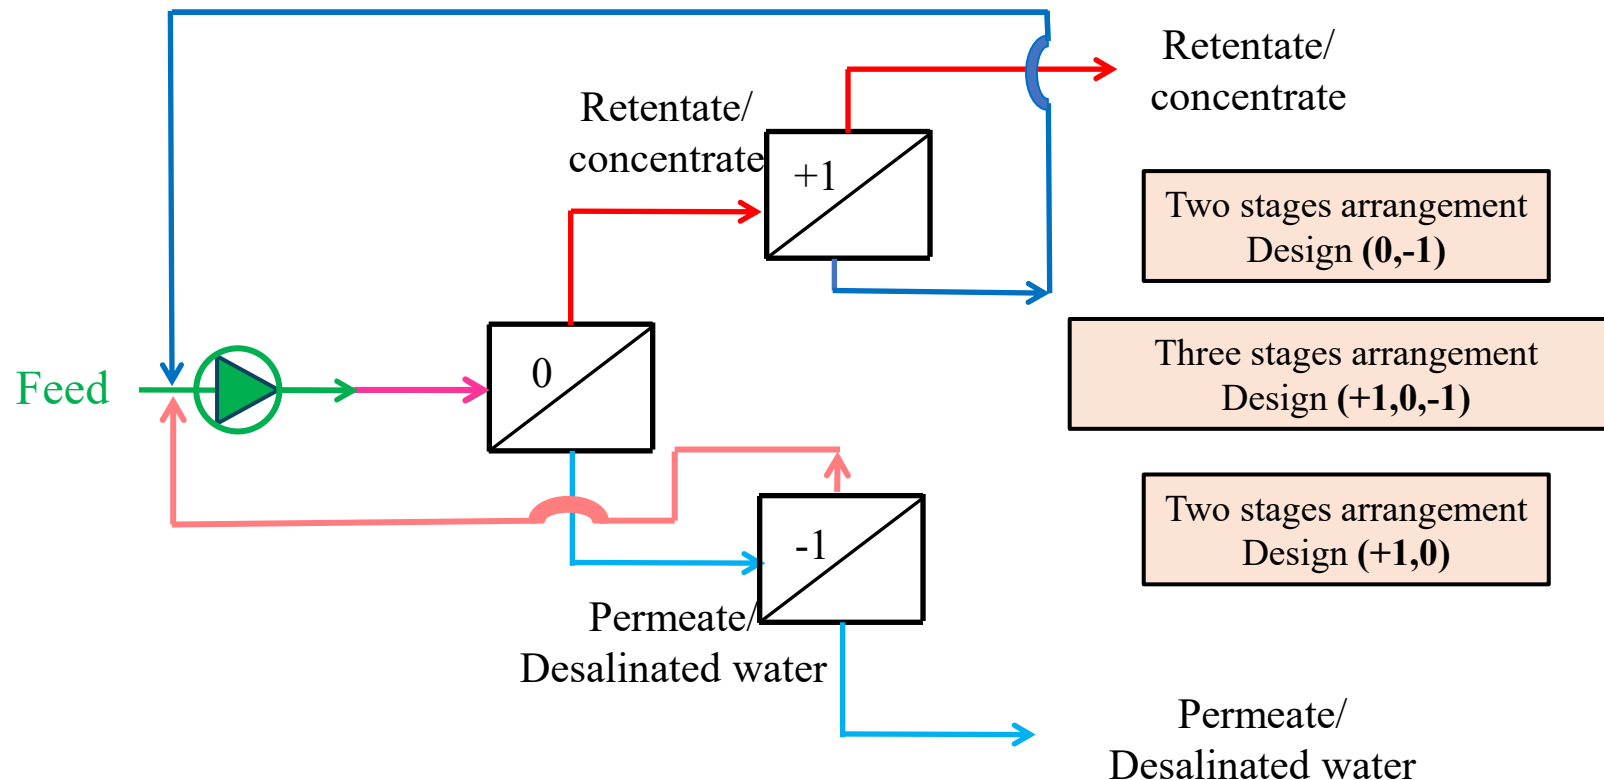 Retentate/
concentrate
Retentate/
concentrate
+1
Two stages arrangement
Design (0,-1)
Three stages arrangement
Design (+1,0,-1)
0
Feed
Two stages arrangement
Design (+1,0)
-1
Permeate/
Desalinated water
Permeate/
Desalinated water